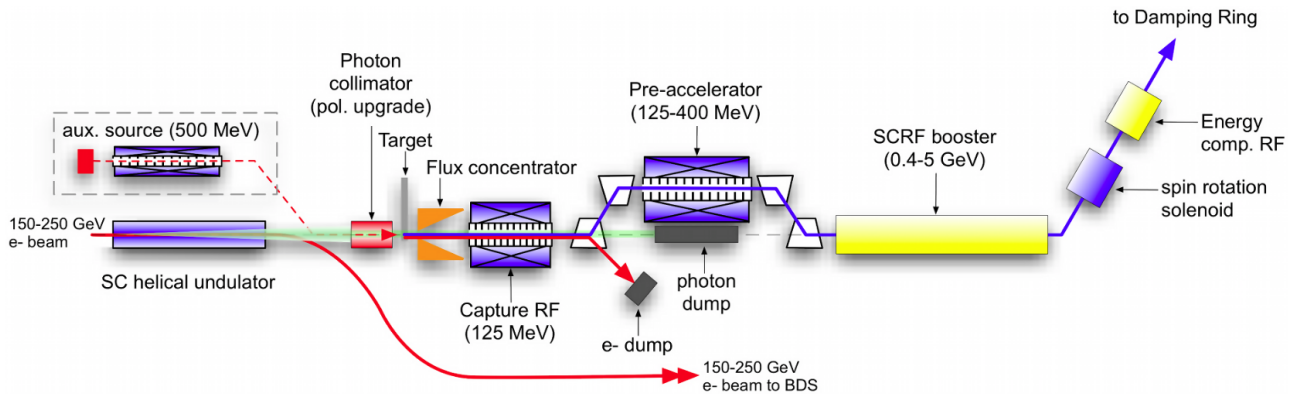 to Damping Ring
Photon
collimator
(pol. upgrade)
Pre-accelerator
(125-400 MeV)
aux. source (500 MeV)
Target
SCRF booster
(0.4-5 GeV)
Energy
comp. RF
Flux concentrator
spin rotation
solenoid
150-250 GeV
e- beam
SC helical undulator
photon
dump
Capture RF
(125 MeV)
e- dump
150-250 GeV
e- beam to BDS